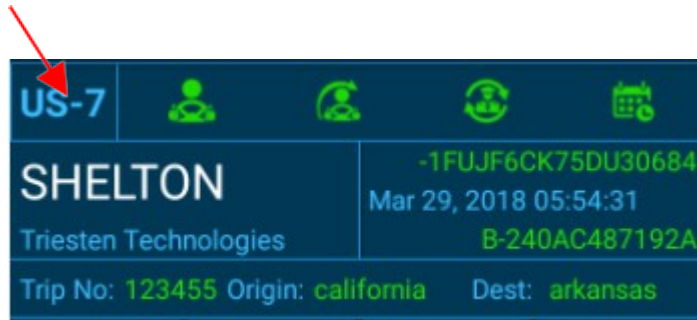 US-7
SHELTON
Triesten Technologies
-1FUJF6CK75DU30684
Mar 29, 2018 05:54:31
B-240AC487192A
Trip No: 123455 Origin: california Dest: arkansas